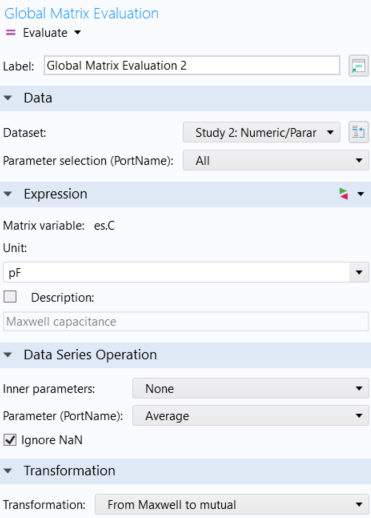 Global Matrix Evaluation
= Evaluate
Label: Global Matrix Evaluation 2
Data
Dataset: Study 2: Numeric/Parar
Parameter selection (PortName): All
Expression
Matrix variable: es.C
Unit:
pF
Description:
Maxwell capacitance
Data Series Operation
Inner parameters: None
Parameter (PortName): Average
Ignore NaN
Transformation
Transformation: From Maxwell to mutual